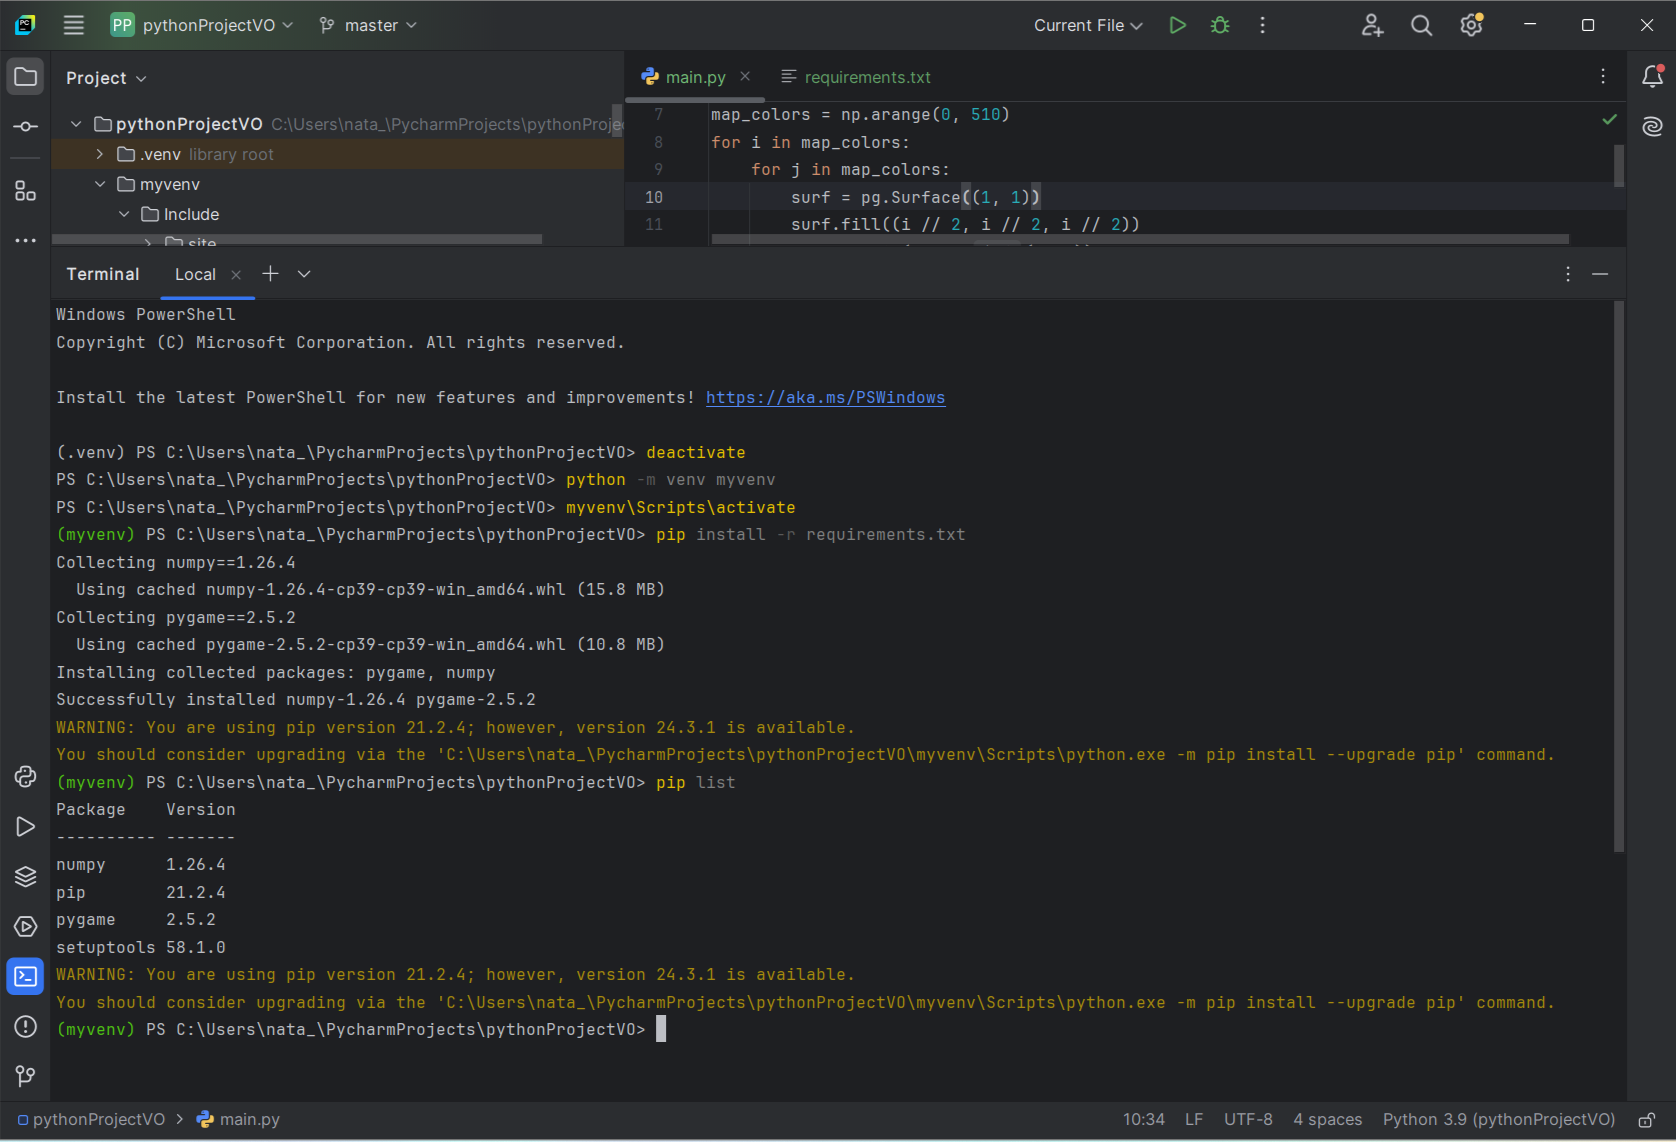 PC
PP pythonProjectVO master Current File
Project
main.py requirements.txt
pythonProjectVO C:\Users\nata_\PycharmProjects\pythonProje
.venv library root
myvenv
Include
site
7 map_colors = np.arange(0, 510)
8 for i in map_colors:
9 for j in map_colors:
10 surf = pg.Surface((1, 1))
11 surf.fill((i // 2, i // 2, i // 2))
Terminal Local
Windows PowerShell
Copyright (C) Microsoft Corporation. All rights reserved.
Install the latest PowerShell for new features and improvements! https://aka.ms/PSWindows
(.venv) PS C:\Users\nata_\PycharmProjects\pythonProjectVO> deactivate
PS C:\Users\nata_\PycharmProjects\pythonProjectVO> python -m venv myvenv
PS C:\Users\nata_\PycharmProjects\pythonProjectVO> myvenv\Scripts\activate
(myvenv) PS C:\Users\nata_\PycharmProjects\pythonProjectVO> pip install -r requirements.txt
Collecting numpy==1.26.4
Using cached numpy-1.26.4-cp39-cp39-win_amd64.whl (15.8 MB)
Collecting pygame==2.5.2
Using cached pygame-2.5.2-cp39-cp39-win_amd64.whl (10.8 MB)
Installing collected packages: pygame, numpy
Successfully installed numpy-1.26.4 pygame-2.5.2
WARNING: You are using pip version 21.2.4; however, version 24.3.1 is available.
You should consider upgrading via the 'C:\Users\nata_\PycharmProjects\pythonProjectVO\myvenv\Scripts\python.exe -m pip install --upgrade pip' command.
(myvenv) PS C:\Users\nata_\PycharmProjects\pythonProjectVO> pip list
Package Version
---------- -------
numpy 1.26.4
pip 21.2.4
pygame 2.5.2
setuptools 58.1.0
WARNING: You are using pip version 21.2.4; however, version 24.3.1 is available.
You should consider upgrading via the 'C:\Users\nata_\PycharmProjects\pythonProjectVO\myvenv\Scripts\python.exe -m pip install --upgrade pip' command.
(myvenv) PS C:\Users\nata_\PycharmProjects\pythonProjectVO>
pythonProjectVO > main.py 10:34 LF UTF-8 4 spaces Python 3.9 (pythonProjectVO)